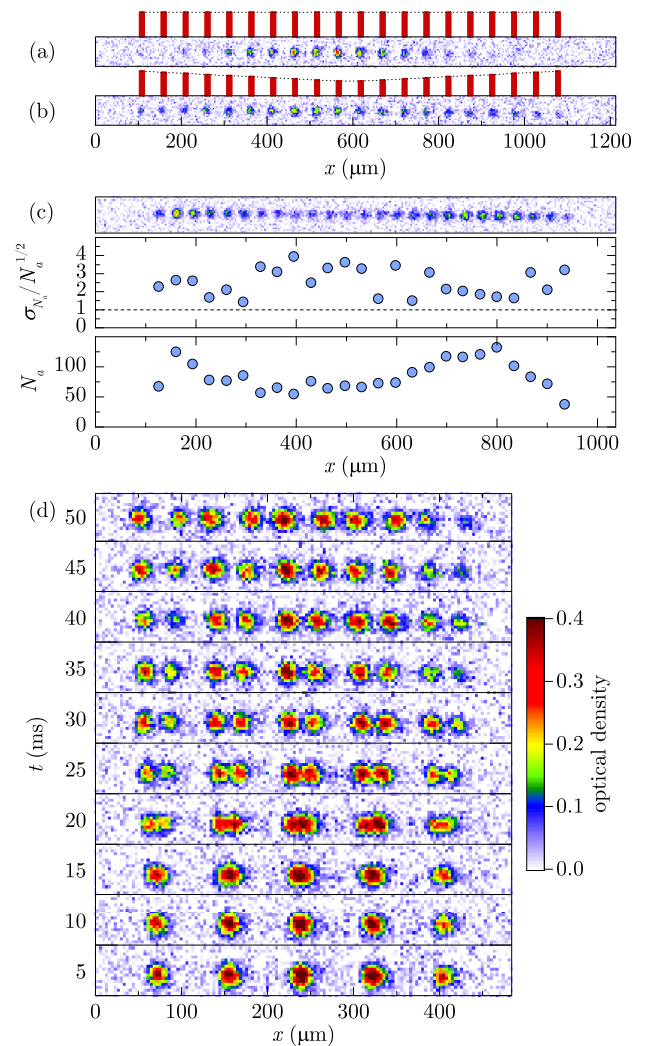 (a)
(b)
0 200 400 600 800 1000 1200
x (μm)
(c)
4
3
2
1
0
σ_{N_a}/N_a^{1/2}
100
50
0
N_a
0 200 400 600 800 1000
x (μm)
(d)
50
45
40
35
30
25
20
15
10
5
t (ms)
0 100 200 300 400
x (μm)
0.4
0.3
0.2
0.1
0.0
optical density